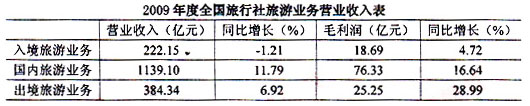 2009 年度全国旅行社旅游业务营业收入表
营业收入（亿元） 同比增长（%） 毛利润（亿元） 同比增长（%）
入境旅游业务 222.15 -1.21 18.69 4.72
国内旅游业务 1139.10 11.79 76.33 16.64
出境旅游业务 384.34 6.92 25.25 28.99